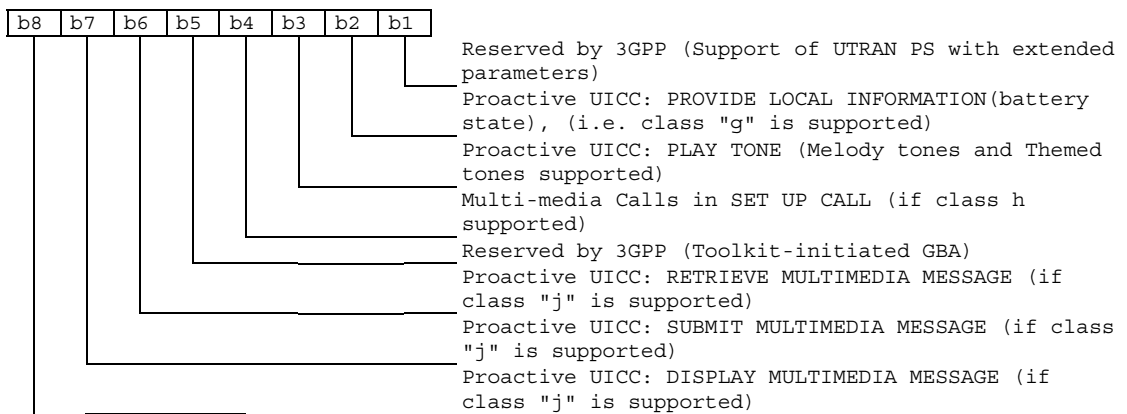 b8 b7 b6 b5 b4 b3 b2 b1
Reserved by 3GPP (Support of UTRAN PS with extended
parameters)
Proactive UICC: PROVIDE LOCAL INFORMATION(battery
state), (i.e. class "g" is supported)
Proactive UICC: PLAY TONE (Melody tones and Themed
tones supported)
Multi-media Calls in SET UP CALL (if class h
supported)
Reserved by 3GPP (Toolkit-initiated GBA)
Proactive UICC: RETRIEVE MULTIMEDIA MESSAGE (if
class "j" is supported)
Proactive UICC: SUBMIT MULTIMEDIA MESSAGE (if class
"j" is supported)
Proactive UICC: DISPLAY MULTIMEDIA MESSAGE (if
class "j" is supported)